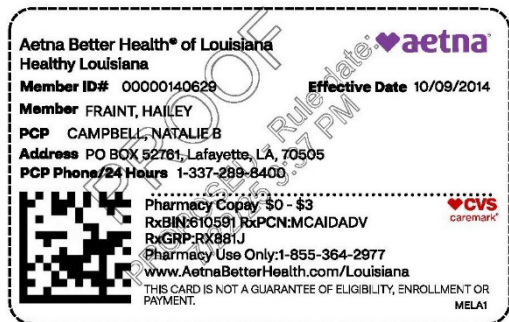 Aetna Better Health® of Louisiana
Healthy Louisiana
aetna
Member ID# 00000140629 Effective Date 10/09/2014
Member FRAINT, HAILEY
PCP CAMPBELL, NATALIE B
Address PO BOX 52761, Lafayette, LA, 70505
PCP Phone/24 Hours 1-337-289-8400
Pharmacy Copay $0 - $3
CVS
caremark®
RxBIN:610591 RxPCN:MCAIDADV
RxGRP:RX881J
Pharmacy Use Only:1-855-364-2977
www.AetnaBetterHealth.com/Louisiana
THIS CARD IS NOT A GUARANTEE OF ELIGIBILITY, ENROLLMENT OR
PAYMENT.
MELA1
PROOF
Rule date:
3:37 PM